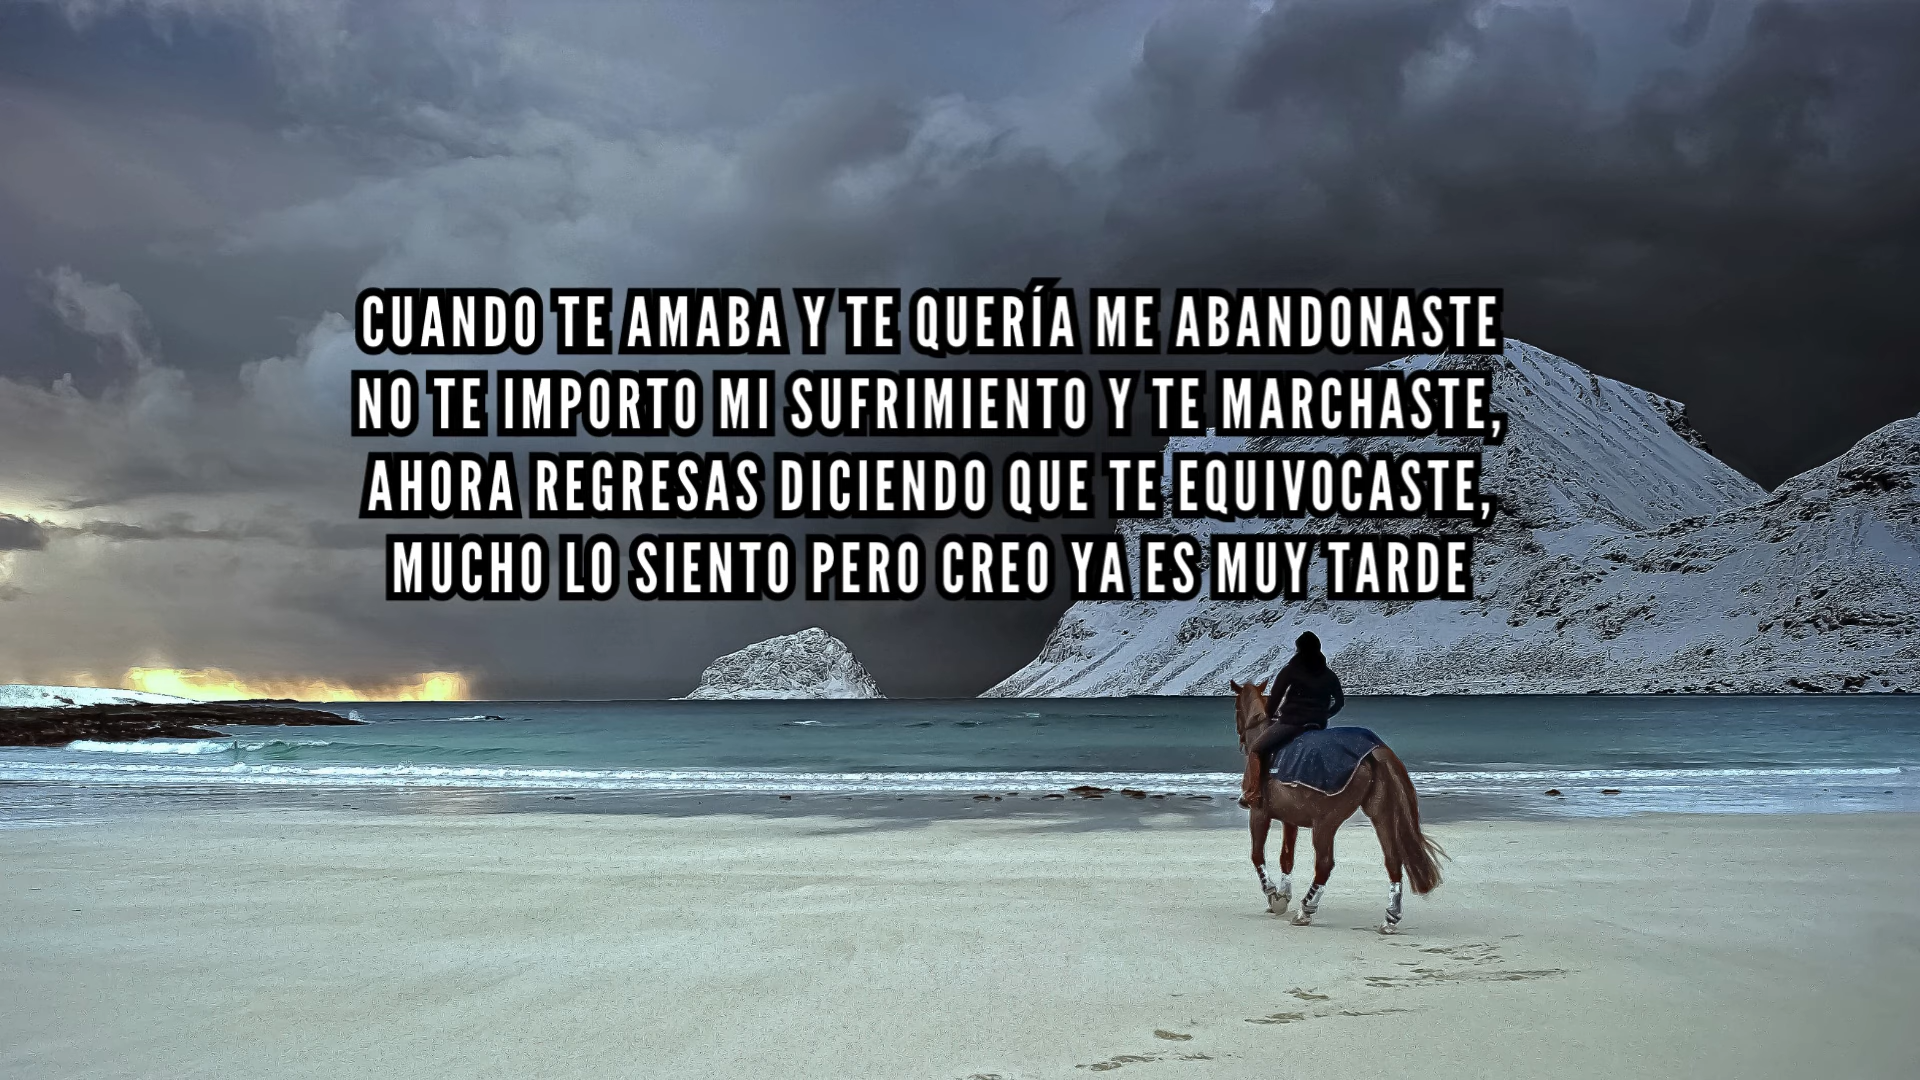 CUANDO TE AMABA Y TE QUERÍA ME ABANDONASTE
NO TE IMPORTO MI SUFRIMIENTO Y TE MARCHASTE,
AHORA REGRESAS DICIENDO QUE TE EQUIVOCASTE,
MUCHO LO SIENTO PERO CREO YA ES MUY TARDE